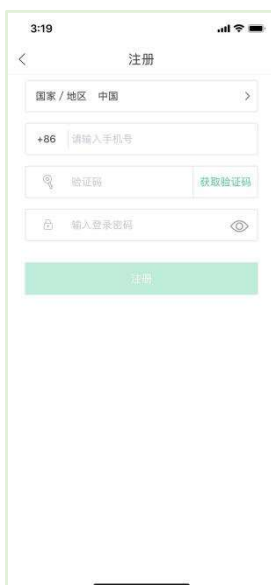 3:19
注册
国家 / 地区 中国
+86 请输入手机号
验证码 获取验证码
输入登录密码
注册